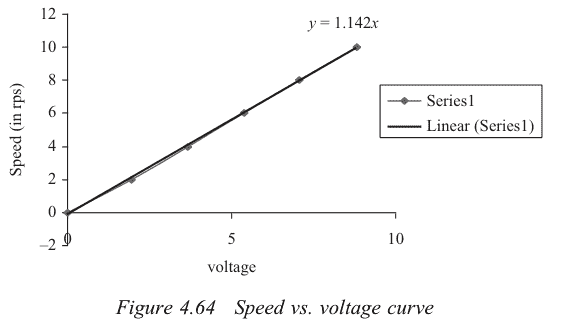 y = 1.142x
12
10
8
6
4
2
0
−2
0
5
10
Speed (in rps)
voltage
Series1
Linear (Series1)
Figure 4.64 Speed vs. voltage curve